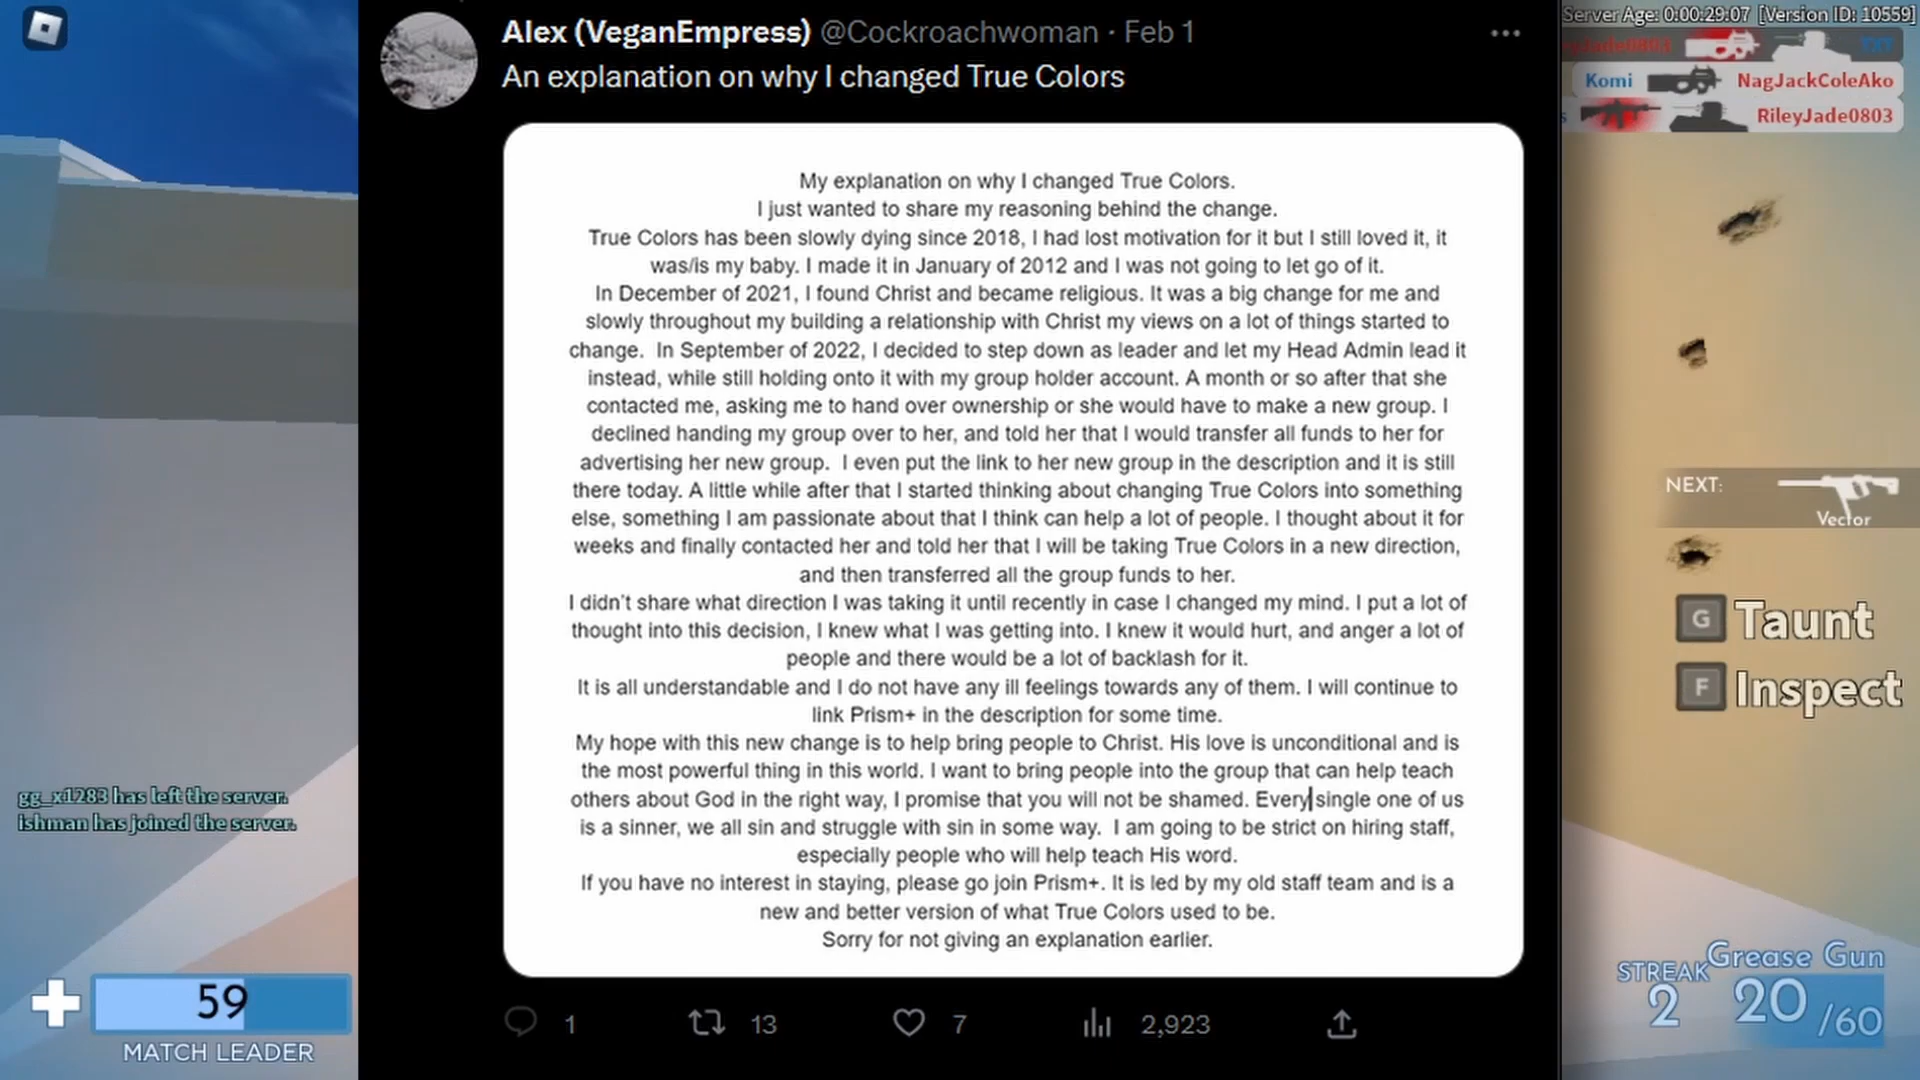 Alex (VeganEmpress) @Cockroachwoman · Feb 1
An explanation on why I changed True Colors
My explanation on why I changed True Colors.
I just wanted to share my reasoning behind the change.
True Colors has been slowly dying since 2018, I had lost motivation for it but I still loved it, it
was/is my baby. I made it in January of 2012 and I was not going to let go of it.
In December of 2021, I found Christ and became religious. It was a big change for me and
slowly throughout my building a relationship with Christ my views on a lot of things started to
change.  In September of 2022, I decided to step down as leader and let my Head Admin lead it
instead, while still holding onto it with my group holder account. A month or so after that she
contacted me, asking me to hand over ownership or she would have to make a new group. I
declined handing my group over to her, and told her that I would transfer all funds to her for
advertising her new group.  I even put the link to her new group in the description and it is still
there today. A little while after that I started thinking about changing True Colors into something
else, something I am passionate about that I think can help a lot of people. I thought about it for
weeks and finally contacted her and told her that I will be taking True Colors in a new direction,
and then transferred all the group funds to her.
I didn't share what direction I was taking it until recently in case I changed my mind. I put a lot of
thought into this decision, I knew what I was getting into. I knew it would hurt, and anger a lot of
people and there would be a lot of backlash for it.
It is all understandable and I do not have any ill feelings towards any of them. I will continue to
link Prism+ in the description for some time.
My hope with this new change is to help bring people to Christ. His love is unconditional and is
the most powerful thing in this world. I want to bring people into the group that can help teach
others about God in the right way, I promise that you will not be shamed. Every single one of us
is a sinner, we all sin and struggle with sin in some way.  I am going to be strict on hiring staff,
especially people who will help teach His word.
If you have no interest in staying, please go join Prism+. It is led by my old staff team and is a
new and better version of what True Colors used to be.
Sorry for not giving an explanation earlier.
1 13 7 2,923
gg_x1283 has left the server.
ishman has joined the server.
59
MATCH LEADER
Server Age: 0:00:29:07 [Version ID: 10559]
Komi NagJackColeAko
RileyJade0803
NEXT:
Vector
G Taunt
F Inspect
Grease Gun
STREAK
2 20 /60